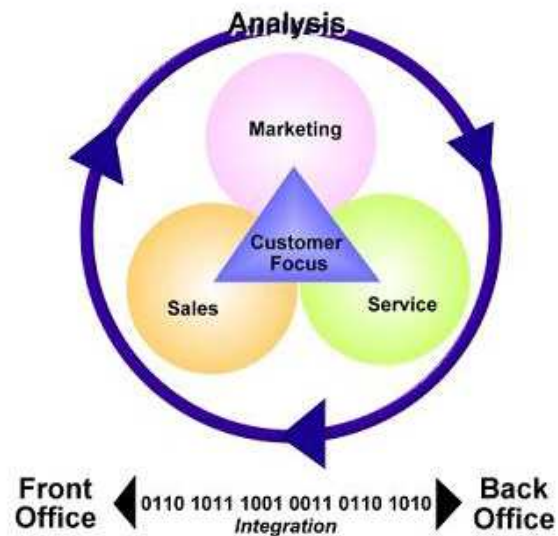 Analysis
Marketing
Customer
Focus
Sales
Service
Front
Office
0110 1011 1001 0011 0110 1010
Integration
Back
Office